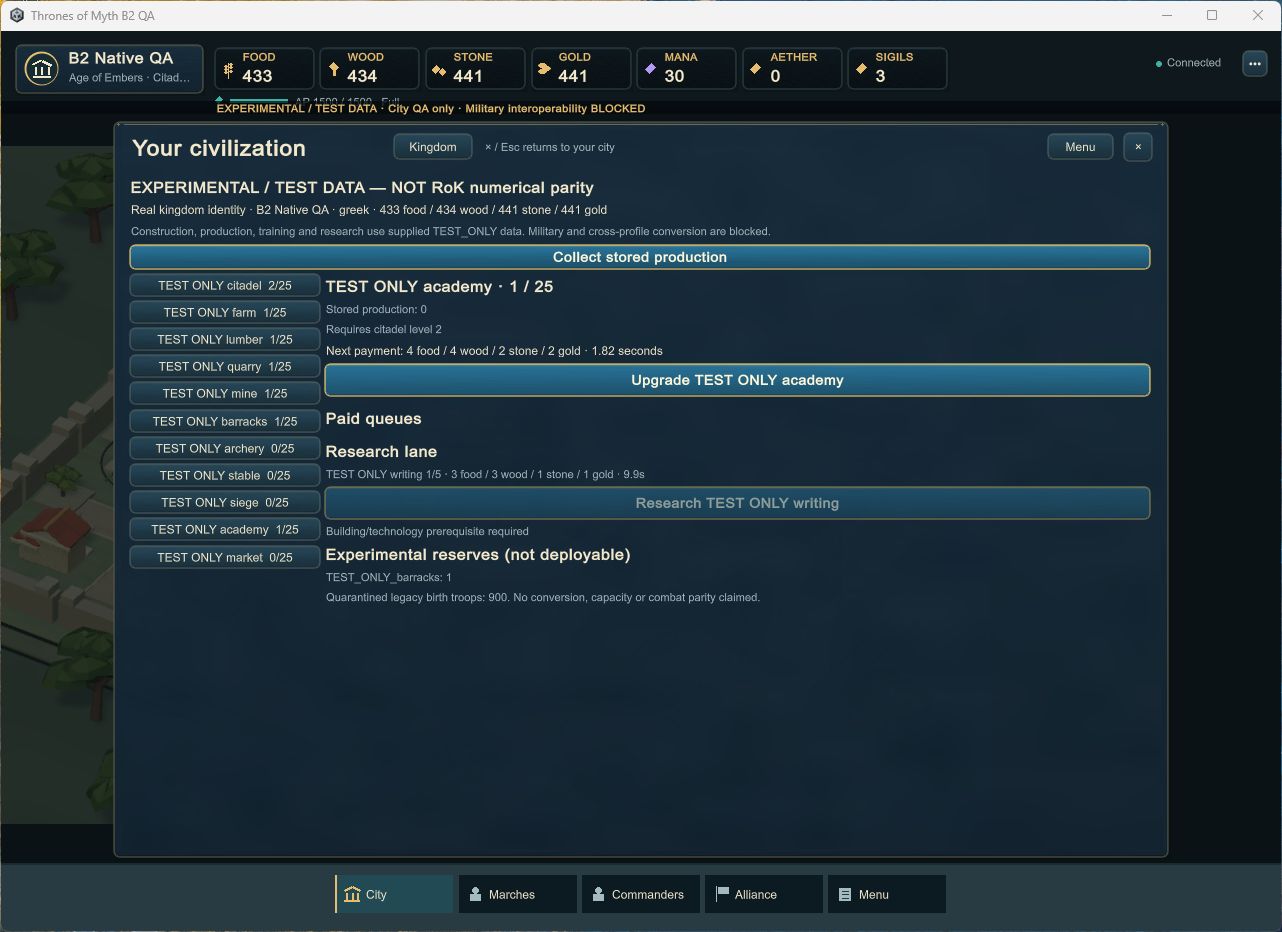 Thrones of Myth B2 QA
B2 Native QA
Age of Embers · Citad...
FOOD
433
WOOD
434
STONE
441
GOLD
441
MANA
30
AETHER
0
SIGILS
3
Connected
AP 1500 / 1500 · Full
EXPERIMENTAL / TEST DATA · City QA only · Military interoperability BLOCKED
Your civilization
Kingdom
× / Esc returns to your city
Menu
×
EXPERIMENTAL / TEST DATA — NOT RoK numerical parity
Real kingdom identity · B2 Native QA · greek · 433 food / 434 wood / 441 stone / 441 gold
Construction, production, training and research use supplied TEST_ONLY data. Military and cross-profile conversion are blocked.
Collect stored production
TEST ONLY citadel 2/25
TEST ONLY farm 1/25
TEST ONLY lumber 1/25
TEST ONLY quarry 1/25
TEST ONLY mine 1/25
TEST ONLY barracks 1/25
TEST ONLY archery 0/25
TEST ONLY stable 0/25
TEST ONLY siege 0/25
TEST ONLY academy 1/25
TEST ONLY market 0/25
TEST ONLY academy · 1 / 25
Stored production: 0
Requires citadel level 2
Next payment: 4 food / 4 wood / 2 stone / 2 gold · 1.82 seconds
Upgrade TEST ONLY academy
Paid queues
Research lane
TEST ONLY writing 1/5 · 3 food / 3 wood / 1 stone / 1 gold · 9.9s
Research TEST ONLY writing
Building/technology prerequisite required
Experimental reserves (not deployable)
TEST_ONLY_barracks: 1
Quarantined legacy birth troops: 900. No conversion, capacity or combat parity claimed.
City
Marches
Commanders
Alliance
Menu